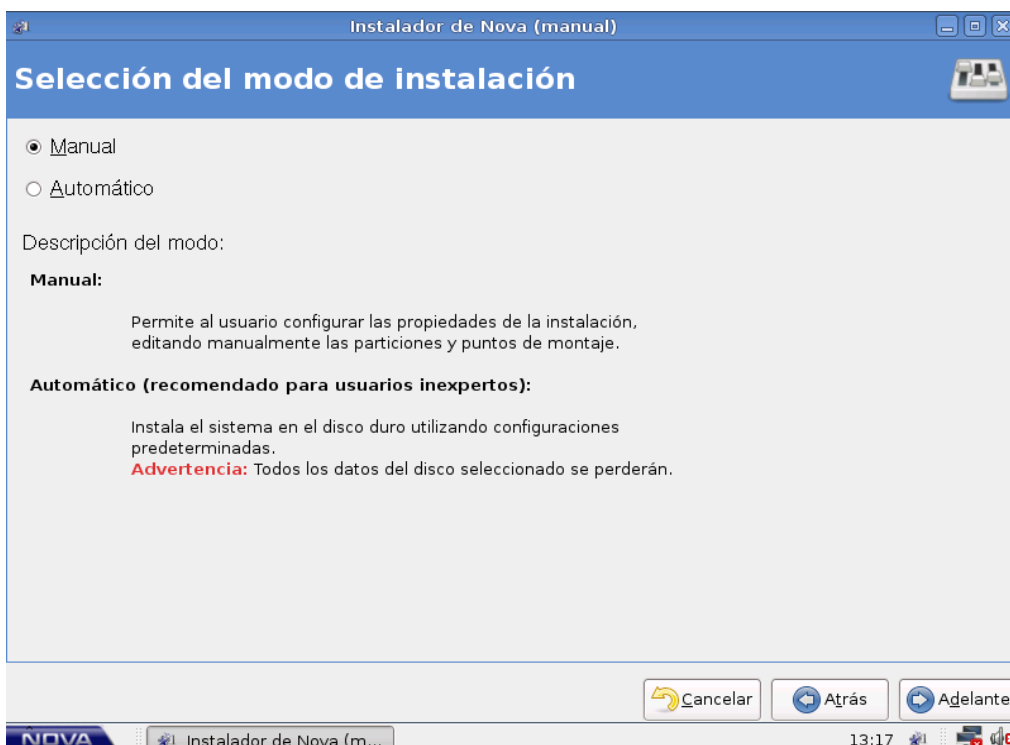 Instalador de Nova (manual)
Selección del modo de instalación
Manual
Automático
Descripción del modo:
Manual:
Permite al usuario configurar las propiedades de la instalación,
editando manualmente las particiones y puntos de montaje.
Automático (recomendado para usuarios inexpertos):
Instala el sistema en el disco duro utilizando configuraciones
predeterminadas.
Advertencia: Todos los datos del disco seleccionado se perderán.
Cancelar
Atrás
Adelante
NOVA
Instalador de Nova (m...
13:17